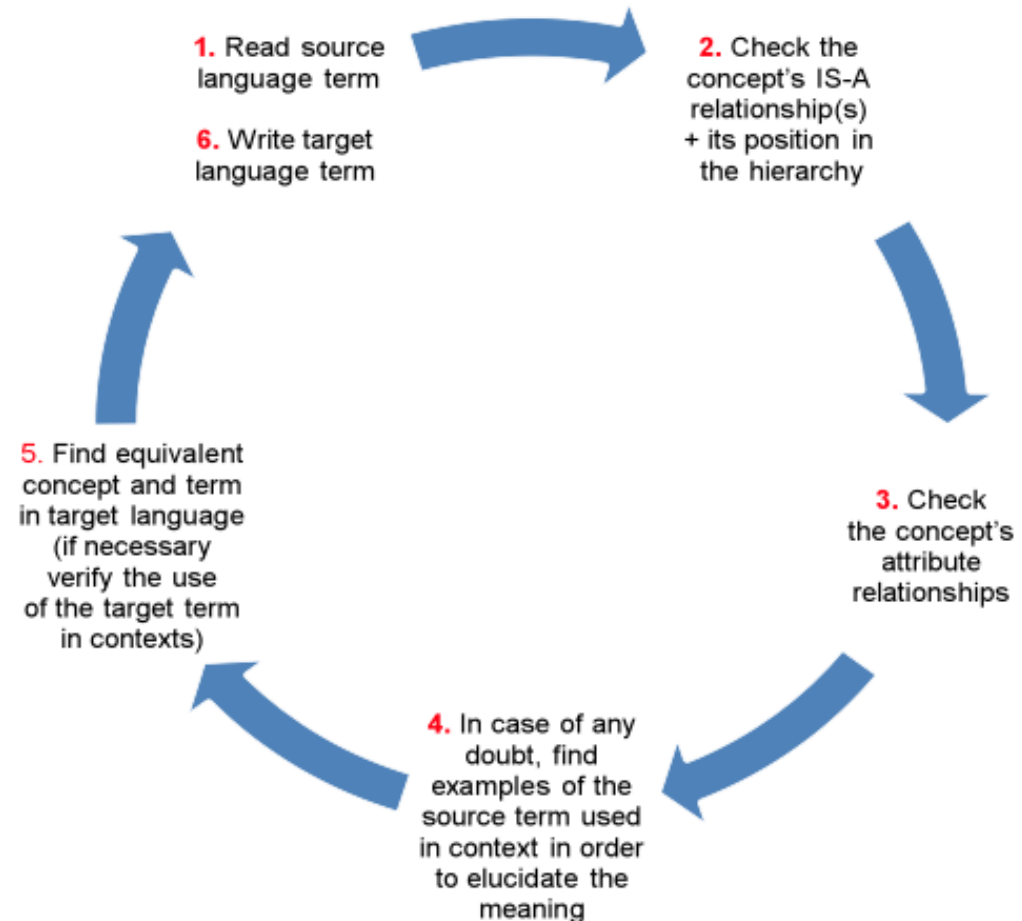 1. Read source
language term
6. Write target
language term
2. Check the
concept's IS-A
relationship(s)
+ its position in
the hierarchy
3. Check
the concept's
attribute
relationships
4. In case of any
doubt, find
examples of the
source term used
in context in order
to elucidate the
meaning
5. Find equivalent
concept and term
in target language
(if necessary
verify the use
of the target term
in contexts)